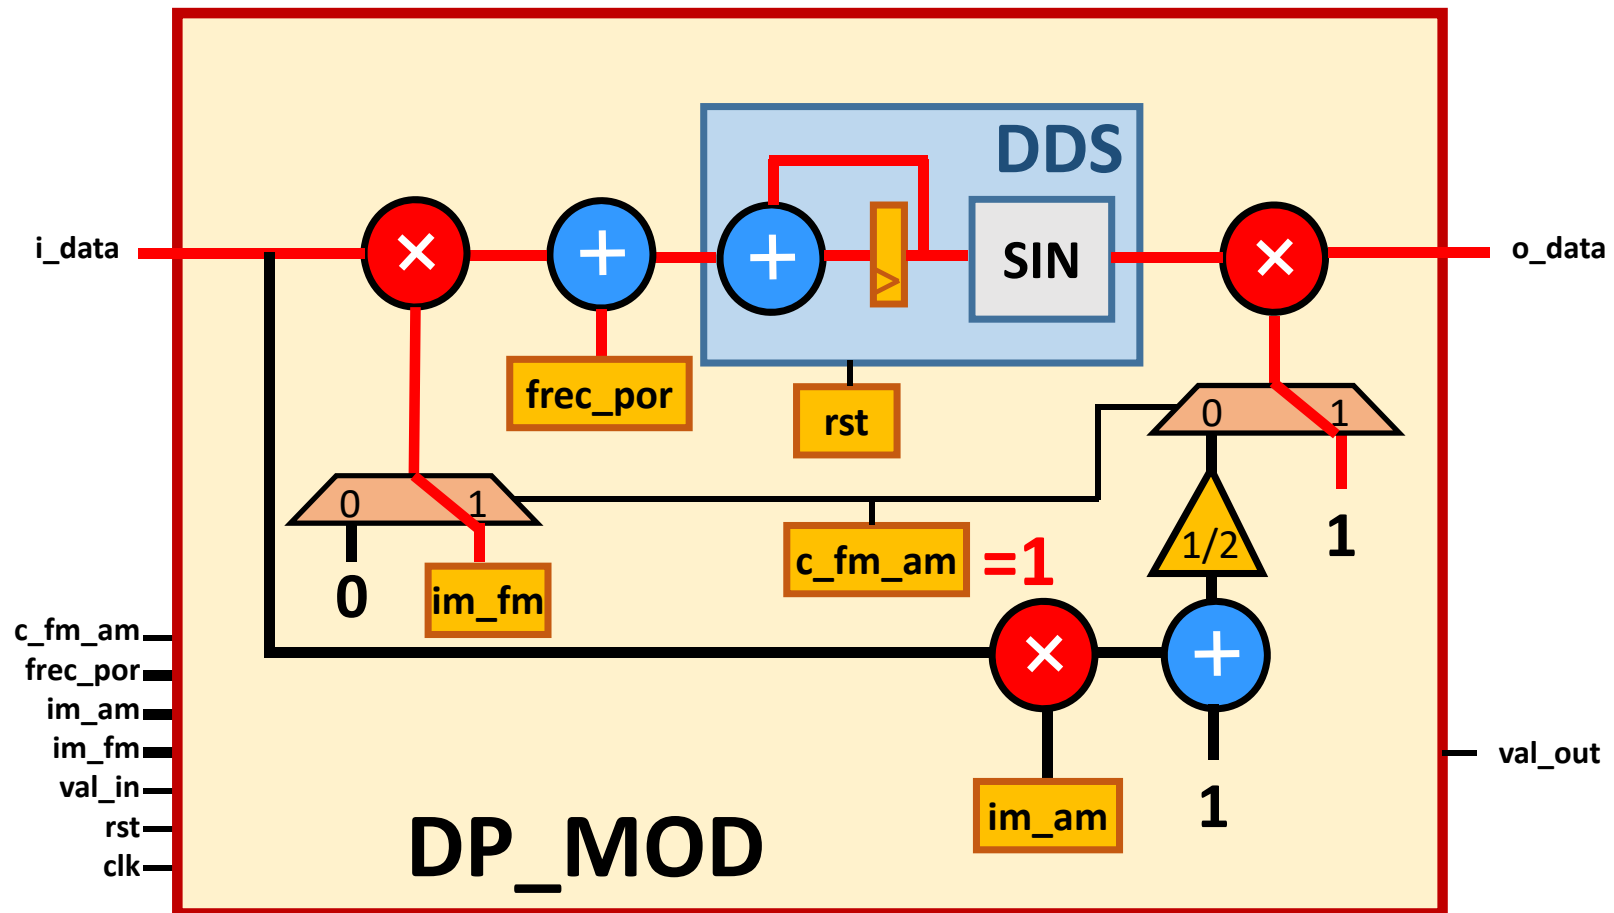 DDS
i_data
×
+
+
>
SIN
×
o_data
frec_por
rst
0
1
0
1
c_fm_am
=1
1/2
1
0
im_fm
×
+
c_fm_am
frec_por
im_am
im_fm
val_in
rst
clk
val_out
im_am
1
DP_MOD